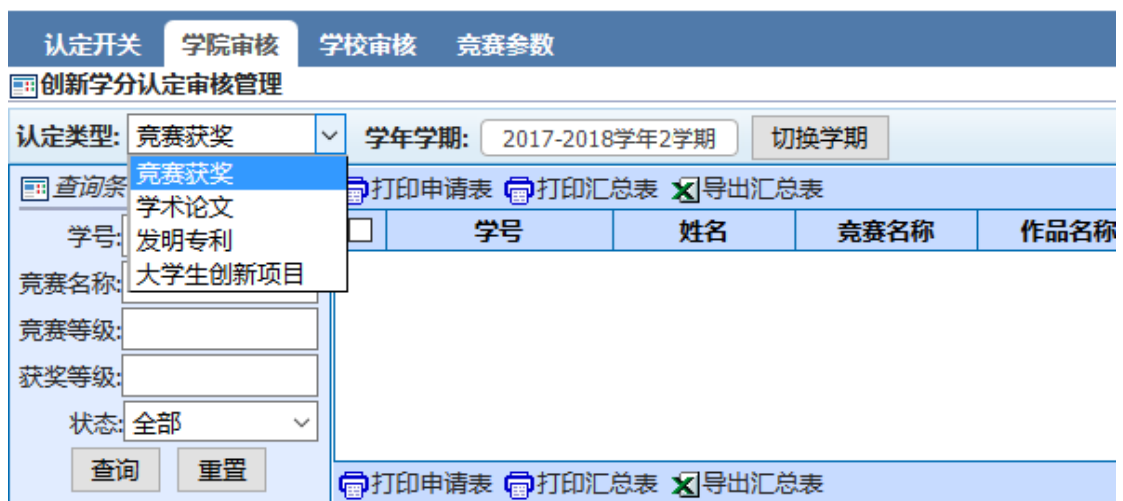 认定开关 学院审核 学校审核 竞赛参数
创新学分认定审核管理
认定类型: 竞赛获奖 学年学期: 2017-2018学年2学期 切换学期
竞赛获奖
学术论文
发明专利
大学生创新项目
查询条
学号:
竞赛名称:
竞赛等级:
获奖等级:
状态: 全部
查询 重置
打印申请表 打印汇总表 导出汇总表
学号 姓名 竞赛名称 作品名称
打印申请表 打印汇总表 导出汇总表